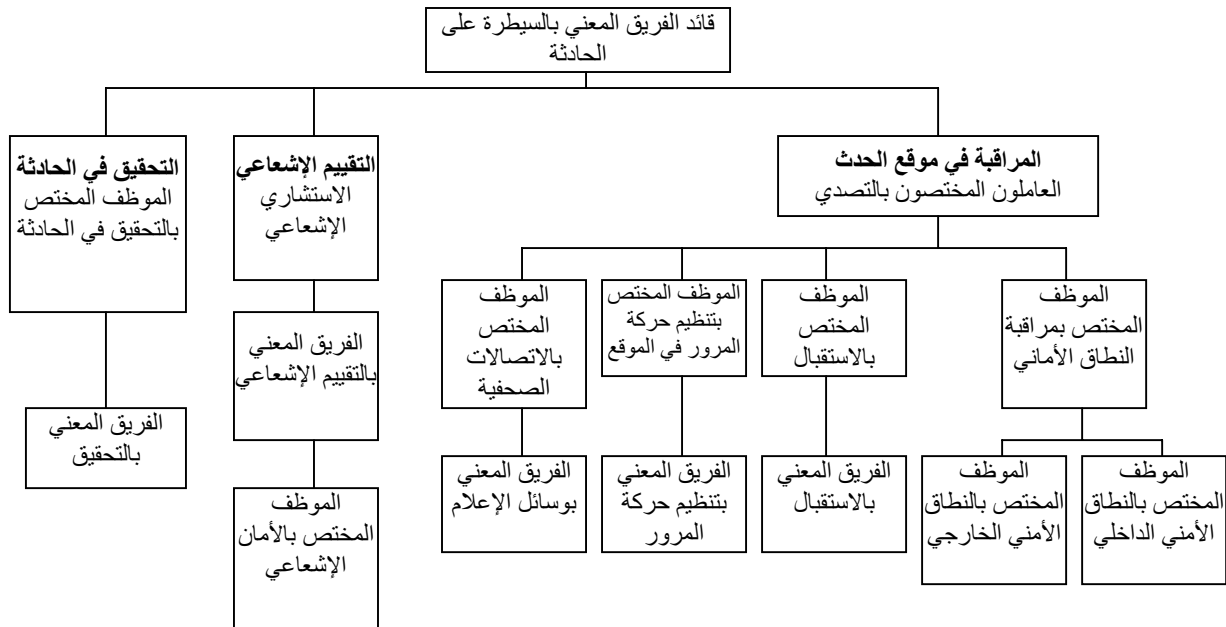 قائد الفريق المعني بالسيطرة على
الحادثة
المراقبة في موقع الحدث
العاملون المختصون بالتصدي
التقييم الإشعاعي
الاستشاري
الإشعاعي
التحقيق في الحادثة
الموظف المختص
بالتحقيق في الحادثة
الموظف
المختص بمراقبة
النطاق الأماني
الموظف
المختص
بالاستقبال
الموظف المختص
بتنظيم حركة
المرور في الموقع
الموظف
المختص
بالاتصالات
الصحفية
الفريق المعني
بالتقييم الإشعاعي
الفريق المعني
بالتحقيق
الموظف
المختص بالنطاق
الأمني الداخلي
الموظف
المختص بالنطاق
الأمني الخارجي
الفريق المعني
بالاستقبال
الفريق المعني
بتنظيم حركة
المرور
الفريق المعني
بوسائل الإعلام
الموظف
المختص بالأمان
الإشعاعي